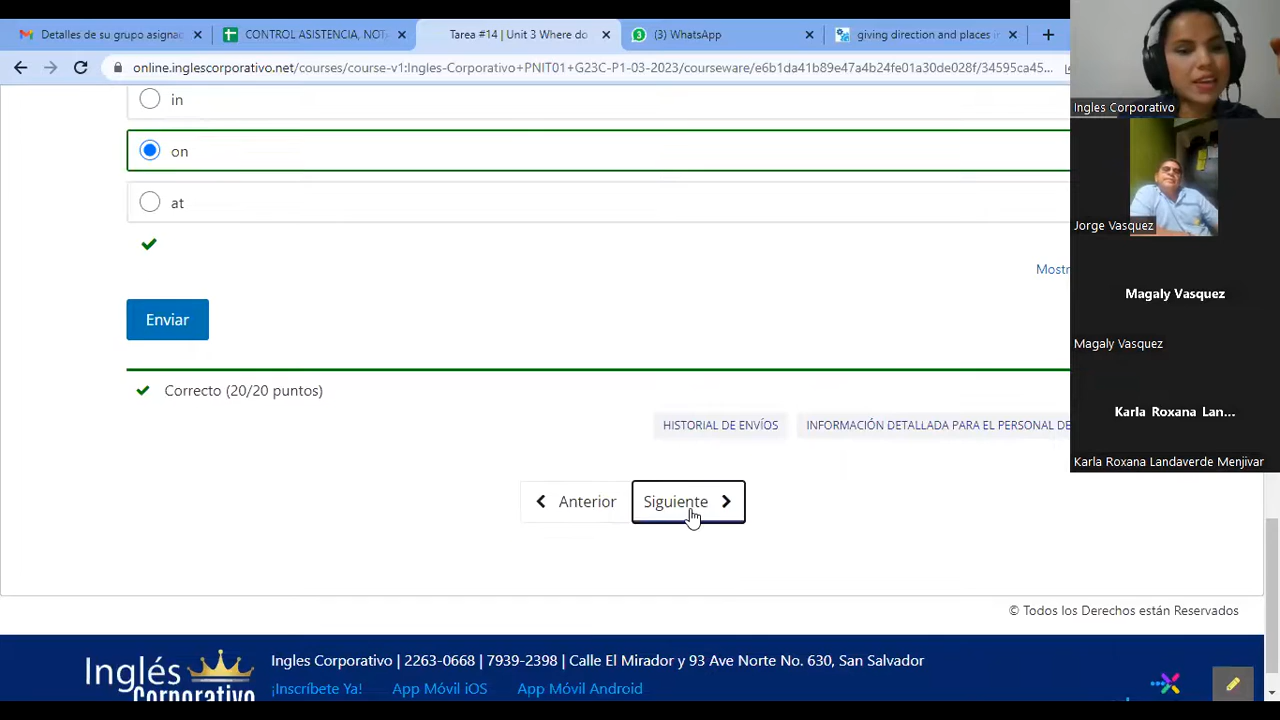 Detalles de su grupo asigna
CONTROL ASISTENCIA, NOT
Tarea #14 | Unit 3 Where do
(3) WhatsApp
giving direction and places i
online.inglescorporativo.net/courses/course-v1:Ingles-Corporativo+PNIT01+G23C-P1-03-2023/courseware/e6b1da41b89e47a4b24fe01a30de028f/34595ca45...
in
on
at
Mostr
Enviar
Correcto (20/20 puntos)
HISTORIAL DE ENVÍOS
INFORMACIÓN DETALLADA PARA EL PERSONAL DE
Anterior
Siguiente
© Todos los Derechos están Reservados
Inglés
Corporativo
Ingles Corporativo | 2263-0668 | 7939-2398 | Calle El Mirador y 93 Ave Norte No. 630, San Salvador
¡Inscríbete Ya!
App Móvil iOS
App Móvil Android
Ingles Corporativo
Jorge Vasquez
Magaly Vasquez
Magaly Vasquez
Karla Roxana Lan...
Karla Roxana Landaverde Menjivar